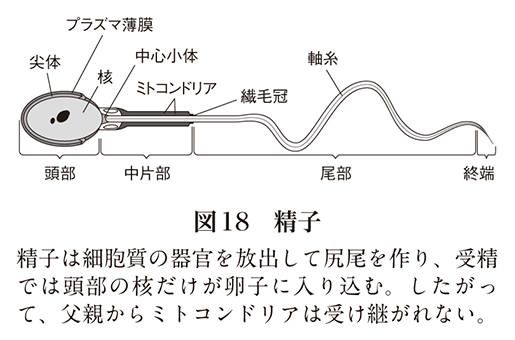 プラズマ薄膜
尖体
核
中心小体
ミトコンドリア
繊毛冠
軸糸
頭部
中片部
尾部
終端
図18 精子
精子は細胞質の器官を放出して尻尾を作り、受精
では頭部の核だけが卵子に入り込む。したがっ
て、父親からミトコンドリアは受け継がれない。